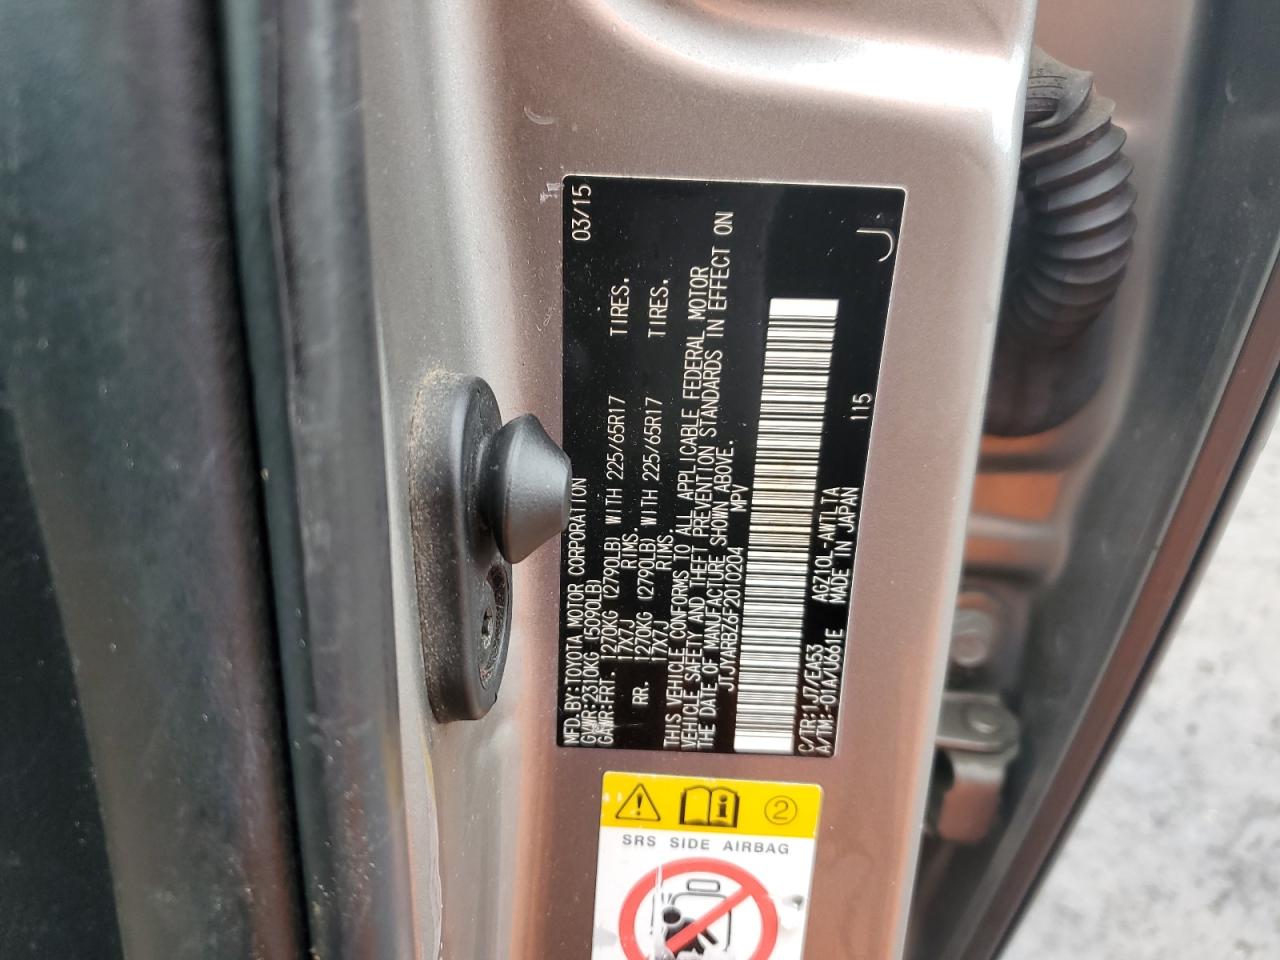 MFD.BY:TOYOTA MOTOR CORPORATION 03/15
GVWR:2310KG (5090LB)
GAWR:FRT. 1270KG (2790LB) WITH 225/65R17 TIRES.
17X7J RIMS.
RR. 1270KG (2790LB) WITH 225/65R17 TIRES.
17X7J RIMS.
THIS VEHICLE CONFORMS TO ALL APPLICABLE FEDERAL MOTOR
VEHICLE SAFETY AND THEFT PREVENTION STANDARDS IN EFFECT ON
THE DATE OF MANUFACTURE SHOWN ABOVE.
JTJYARBZ6F2010204 MPV
C/TR:1J7/EA53 AGZ10L-AWTLTA 115
A/TM:-01A/U661E MADE IN JAPAN
J
2
SRS SIDE AIRBAG